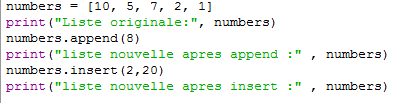 numbers = [10, 5, 7, 2, 1]
print("Liste originale:", numbers)
numbers.append(8)
print("liste nouvelle apres append :" , numbers)
numbers.insert(2,20)
print("liste nouvelle apres insert :" , numbers)